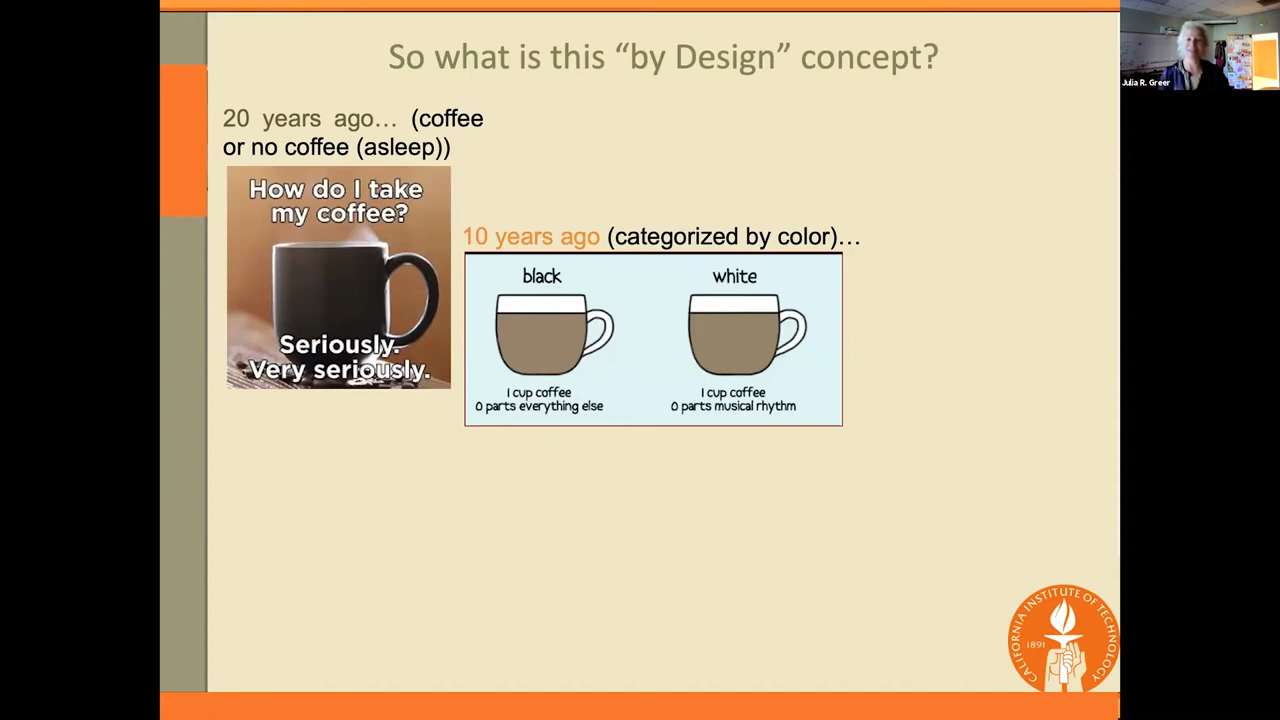 So what is this “by Design” concept?
Julia R. Greer
20 years ago… (coffee
or no coffee (asleep))
How do I take
my coffee?
Seriously.
Very seriously.
10 years ago (categorized by color)…
black
white
1 cup coffee
0 parts everything else
1 cup coffee
0 parts musical rhythm
CALIFORNIA INSTITUTE OF TECHNOLOGY
1891